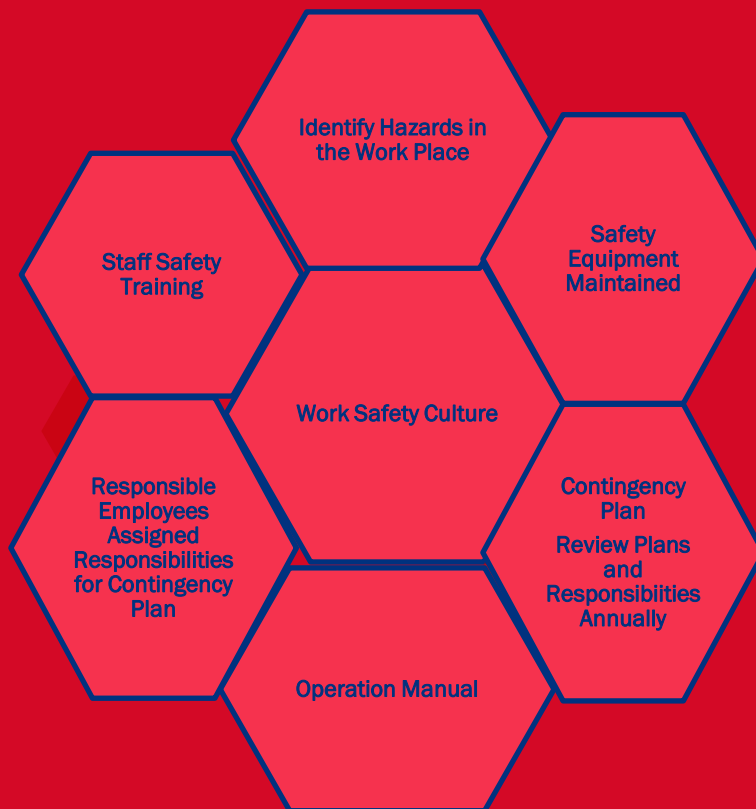 Identify Hazards in
the Work Place
Safety
Equipment
Maintained
Staff Safety
Training
Work Safety Culture
Responsible
Employees
Assigned
Responsibilities
for Contingency
Plan
Contingency
Plan
Review Plans
and
Responsibiities
Annually
Operation Manual